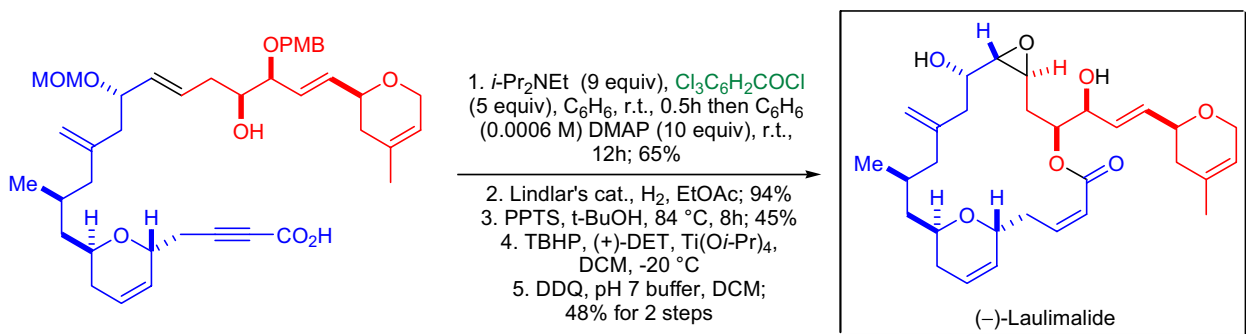 OPMB
MOMO
O
OH
Me
H
H
O
CO₂H
1. i-Pr₂NEt (9 equiv), Cl₃C₆H₂COCl
(5 equiv), C₆H₆, r.t., 0.5h then C₆H₆
(0.0006 M) DMAP (10 equiv), r.t.,
12h; 65%
2. Lindlar's cat., H₂, EtOAc; 94%
3. PPTS, t-BuOH, 84 °C, 8h; 45%
4. TBHP, (+)-DET, Ti(Oi-Pr)₄,
DCM, -20 °C
5. DDQ, pH 7 buffer, DCM;
48% for 2 steps
H
O
HO
H
OH
O
O
O
Me
H
H
O
(−)-Laulimalide